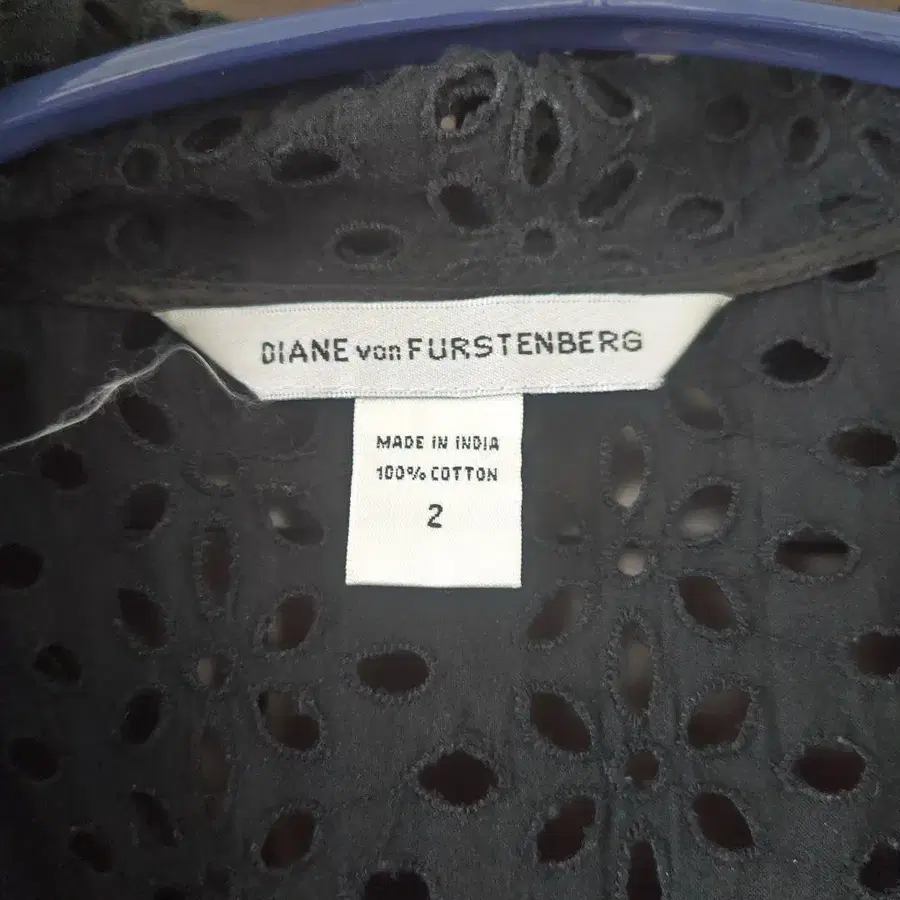 DIANE von FURSTENBERG
MADE IN INDIA
100% COTTON
2